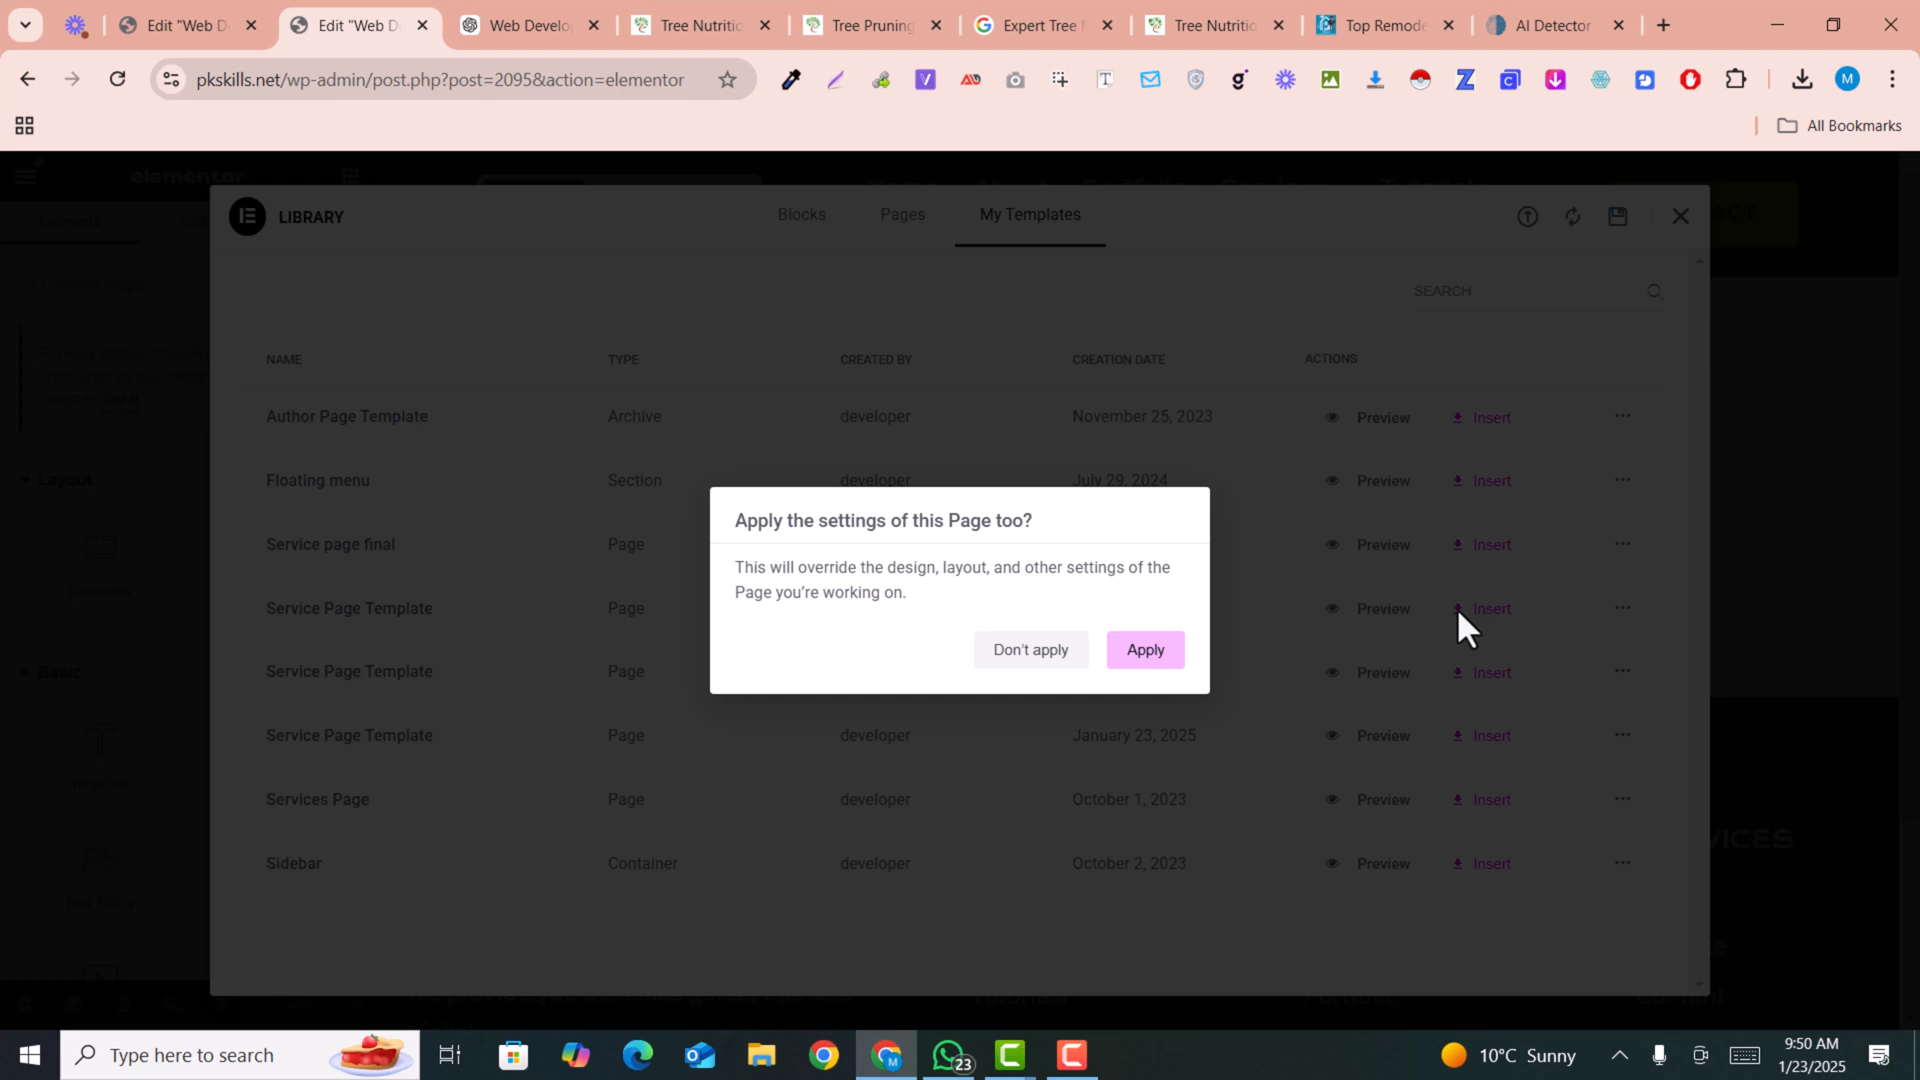 Edit "Web D
Edit "Web D
Web Develo
Tree Nutritio
Tree Pruning
Expert Tree
Tree Nutritio
Top Remode
AI Detector
pkskills.net/wp-admin/post.php?post=2095&action=elementor
All Bookmarks
elementor
Elements
LIBRARY
Blocks
Pages
My Templates
SEARCH
NAME TYPE CREATED BY CREATION DATE ACTIONS
Author Page Template Archive developer November 25, 2023 Preview Insert
Floating menu Section developer July 29, 2024 Preview Insert
Service page final Page Preview Insert
Service Page Template Page Preview Insert
Service Page Template Page Preview Insert
Service Page Template Page developer January 23, 2025 Preview Insert
Services Page Page developer October 1, 2023 Preview Insert
Sidebar Container developer October 2, 2023 Preview Insert
Apply the settings of this Page too?
This will override the design, layout, and other settings of the
Page you're working on.
Don't apply
Apply
Layout
Basic
Heading
VICES
Type here to search
23
10°C Sunny
9:50 AM
1/23/2025